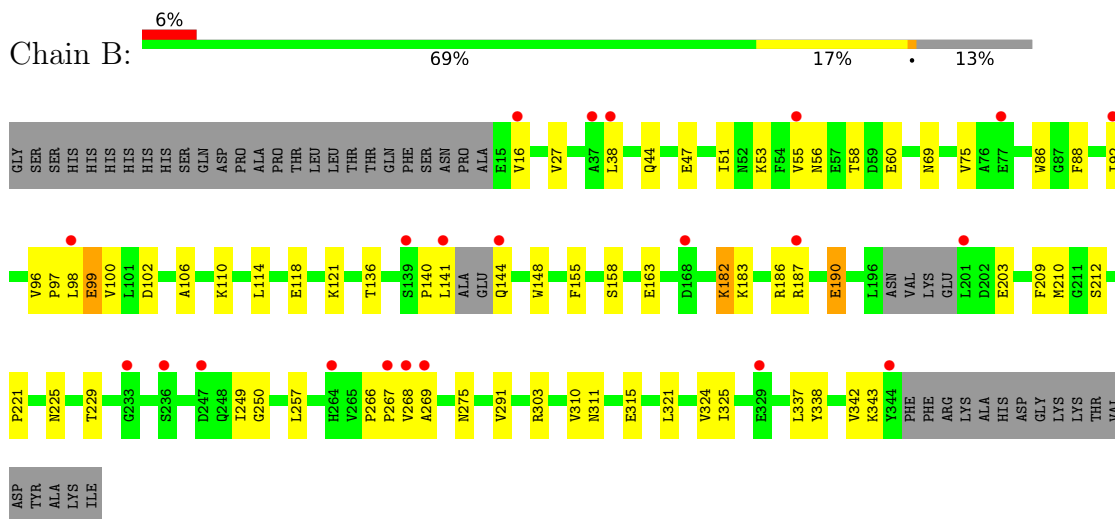 6%
Chain B:
69% 17% • 13%
GLY SER SER HIS HIS HIS HIS HIS HIS SER GLN ASP PRO ALA PRO THR LEU LEU THR THR GLN PHE SER ASN PRO ALA E15 V16 V27 A37 L38 Q44 E47 I51 N52 K53 F54 V55 N56 E57 T58 D59 E60 N69 V75 A76 E77 W86 G87 F88
V96 P97 L98 E99 V100 L101 D102 A106 K110 L114 E118 K121 T136 S139 P140 L141 ALA GLU Q144 W148 F155 S158 E163 D168 K182 K183 R186 R187 E190 L196 ASN VAL LYS GLU L201 D202 E203 F209 M210 G211 S212
P221 N225 T229 G233 S236 D247 Q248 I249 G250 L257 H264 V265 P266 P267 V268 A269 N275 V291 R303 V310 N311 E315 L321 V324 I325 E329 L337 Y338 V342 K343 Y344 PHE PHE ARG LYS ALA HIS ASP GLY LYS LYS THR VAL
ASP TYR ALA LYS ILE